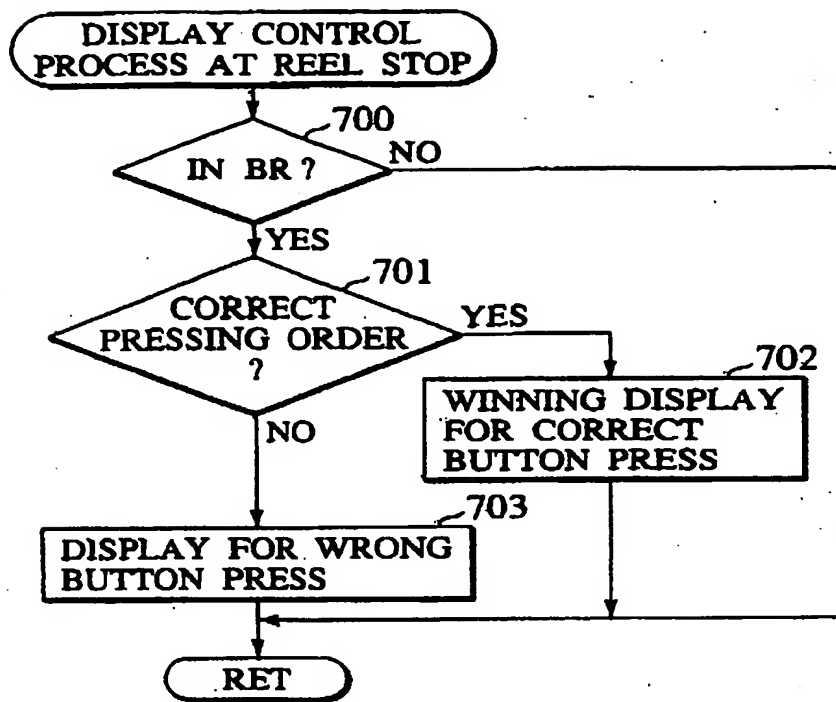 DISPLAY CONTROL
PROCESS AT REEL STOP
700
IN BR?
NO
YES
701
CORRECT
PRESSING ORDER
?
YES
702
WINNING DISPLAY
FOR CORRECT
BUTTON PRESS
NO
703
DISPLAY FOR WRONG
BUTTON PRESS
RET